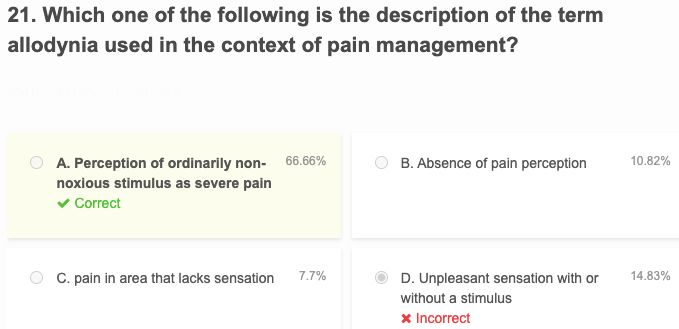 21. Which one of the following is the description of the term
allodynia used in the context of pain management?
A. Perception of ordinarily non-
noxious stimulus as severe pain
66.66%
✔ Correct
B. Absence of pain perception
10.82%
C. pain in area that lacks sensation
7.7%
D. Unpleasant sensation with or
without a stimulus
14.83%
✖ Incorrect